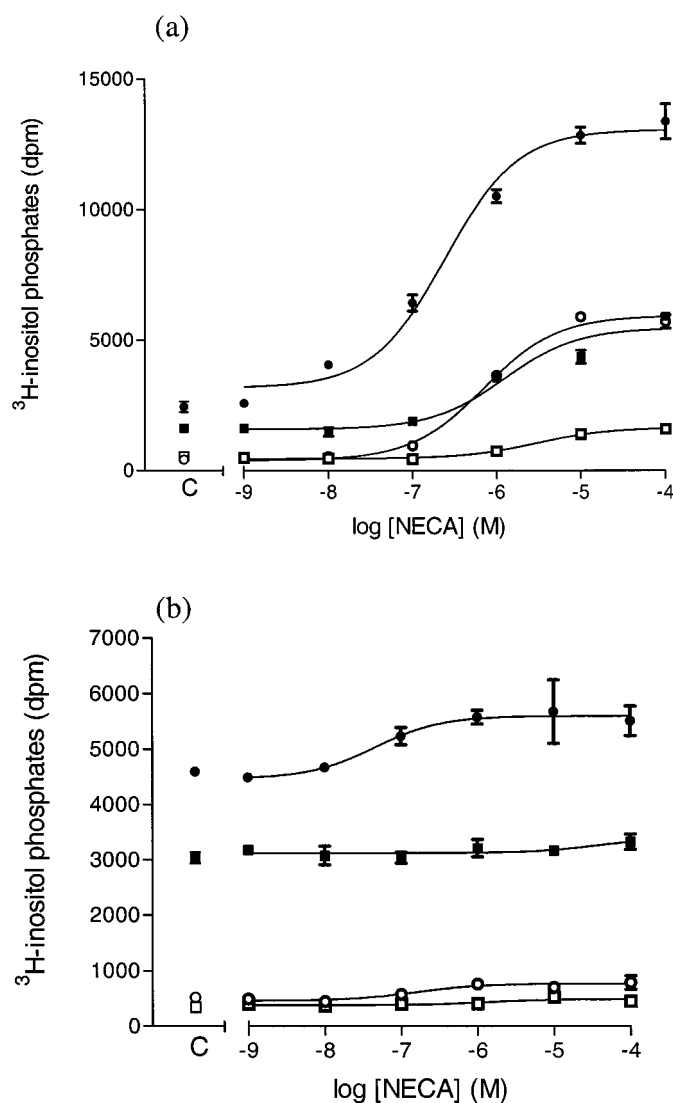 (a)
³H-inositol phosphates (dpm)
15000
10000
5000
0
C
-9 -8 -7 -6 -5 -4
log [NECA] (M)
(b)
³H-inositol phosphates (dpm)
7000
6000
5000
4000
3000
2000
1000
0
C
-9 -8 -7 -6 -5 -4
log [NECA] (M)